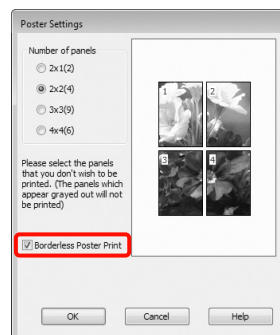 Poster Settings
Number of panels
2x1(2)
2x2(4)
3x3(9)
4x4(6)
1
2
3
4
Please select the panels
that you don't wish to be
printed. (The panels which
appear grayed out will not
be printed)
Borderless Poster Print
OK
Cancel
Help